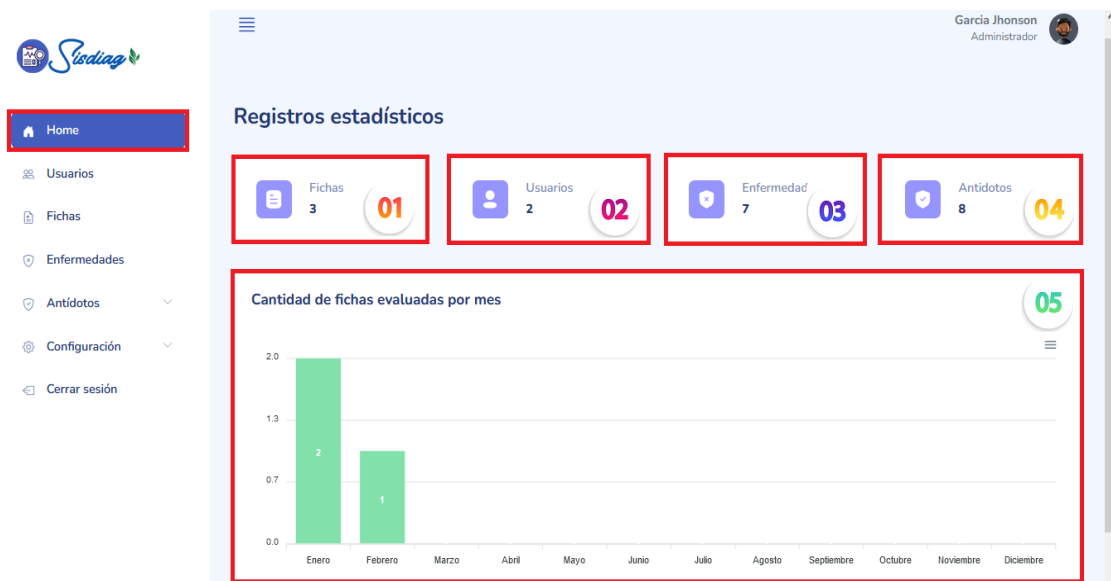 Sisdiag
Garcia Jhonson
Administrador
Home
Usuarios
Fichas
Enfermedades
Antídotos
Configuración
Cerrar sesión
Registros estadísticos
Fichas
3
01
Usuarios
2
02
Enfermedad
7
03
Antidotos
8
04
Cantidad de fichas evaluadas por mes
05
2.0
1.3
0.7
0.0
2
1
Enero Febrero Marzo Abril Mayo Junio Julio Agosto Septiembre Octubre Noviembre Diciembre